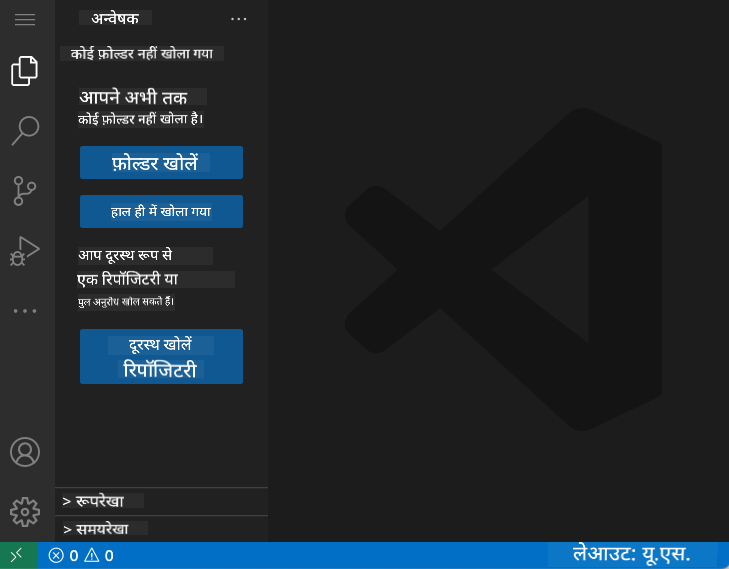 अन्वेषक
कोई फ़ोल्डर नहीं खोला गया
आपने अभी तक
कोई फ़ोल्डर नहीं खोला है।
फ़ोल्डर खोलें
हाल ही में खोला गया
आप दूरस्थ रूप से
एक रिपॉजिटरी या
पुल अनुरोध खोल सकते हैं।
दूरस्थ खोलें
रिपॉजिटरी
> रूपरेखा
> समयरेखा
0 0
लेआउट: यू.एस.